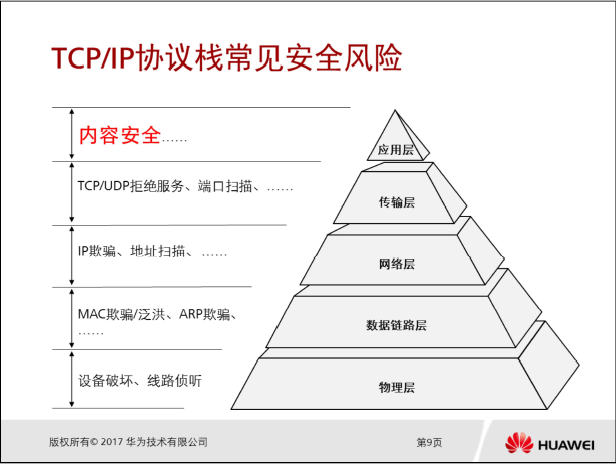 TCP/IP协议栈常见安全风险
内容安全……
应用层
TCP/UDP拒绝服务、端口扫描、……
传输层
IP欺骗、地址扫描、……
网络层
MAC欺骗/泛洪、ARP欺骗、
……
数据链路层
设备破坏、线路侦听
物理层
版权所有© 2017 华为技术有限公司
第9页
HUAWEI